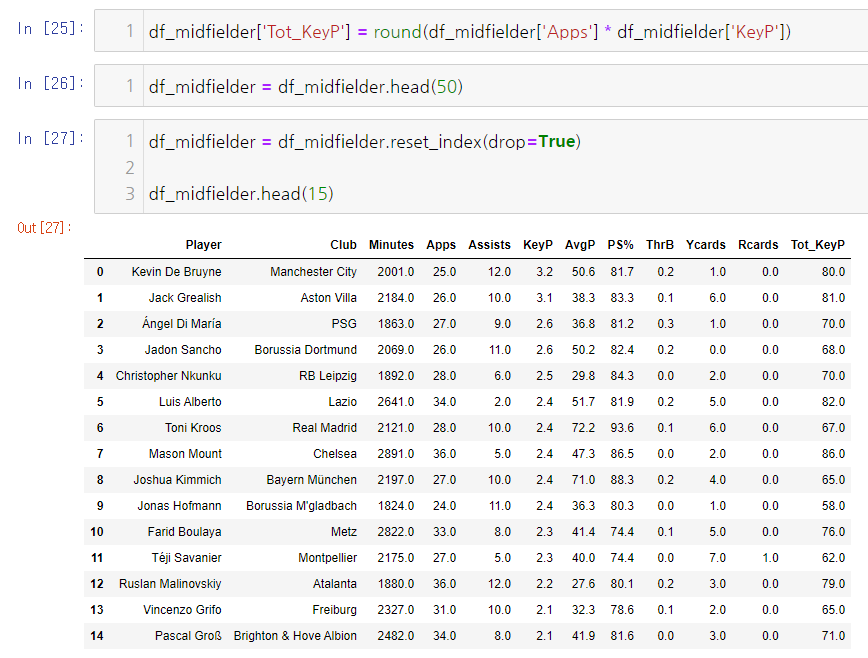 In [25]: 1 df_midfielder['Tot_KeyP'] = round(df_midfielder['Apps'] * df_midfielder['KeyP'])
In [26]: 1 df_midfielder = df_midfielder.head(50)
In [27]: 1 df_midfielder = df_midfielder.reset_index(drop=True)
2
3 df_midfielder.head(15)
Out[27]:
Player Club Minutes Apps Assists KeyP AvgP PS% ThrB Ycards Rcards Tot_KeyP
0 Kevin De Bruyne Manchester City 2001.0 25.0 12.0 3.2 50.6 81.7 0.2 1.0 0.0 80.0
1 Jack Grealish Aston Villa 2184.0 26.0 10.0 3.1 38.3 83.3 0.1 6.0 0.0 81.0
2 Ángel Di María PSG 1863.0 27.0 9.0 2.6 36.8 81.2 0.3 1.0 0.0 70.0
3 Jadon Sancho Borussia Dortmund 2069.0 26.0 11.0 2.6 50.2 82.4 0.2 0.0 0.0 68.0
4 Christopher Nkunku RB Leipzig 1892.0 28.0 6.0 2.5 29.8 84.3 0.0 2.0 0.0 70.0
5 Luis Alberto Lazio 2641.0 34.0 2.0 2.4 51.7 81.9 0.2 5.0 0.0 82.0
6 Toni Kroos Real Madrid 2121.0 28.0 10.0 2.4 72.2 93.6 0.1 6.0 0.0 67.0
7 Mason Mount Chelsea 2891.0 36.0 5.0 2.4 47.3 86.5 0.0 2.0 0.0 86.0
8 Joshua Kimmich Bayern München 2197.0 27.0 10.0 2.4 71.0 88.3 0.2 4.0 0.0 65.0
9 Jonas Hofmann Borussia M'gladbach 1824.0 24.0 11.0 2.4 36.3 80.3 0.0 1.0 0.0 58.0
10 Farid Boulaya Metz 2822.0 33.0 8.0 2.3 41.4 74.4 0.1 5.0 0.0 76.0
11 Téji Savanier Montpellier 2175.0 27.0 5.0 2.3 40.0 74.4 0.0 7.0 1.0 62.0
12 Ruslan Malinovskiy Atalanta 1880.0 36.0 12.0 2.2 27.6 80.1 0.2 3.0 0.0 79.0
13 Vincenzo Grifo Freiburg 2327.0 31.0 10.0 2.1 32.3 78.6 0.1 2.0 0.0 65.0
14 Pascal Groß Brighton & Hove Albion 2482.0 34.0 8.0 2.1 41.9 81.6 0.0 3.0 0.0 71.0